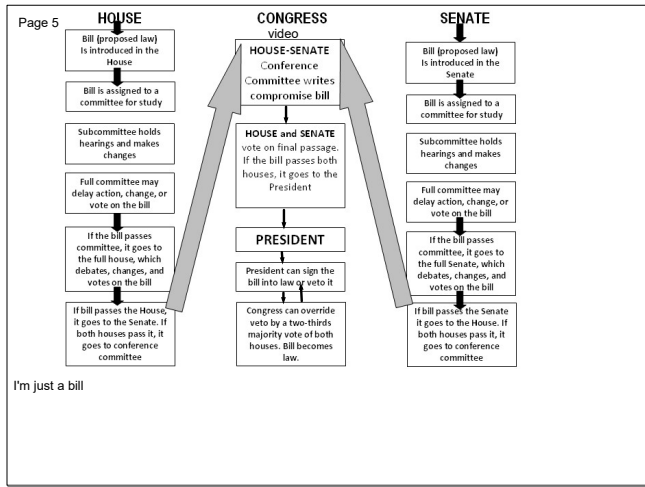 Page 5
HOUSE
Bill (proposed law)
Is introduced in the
House
Bill is assigned to a
committee for study
Subcommittee holds
hearings and makes
changes
Full committee may
delay action, change, or
vote on the bill
If the bill passes
committee, it goes to
the full house, which
debates, changes, and
votes on the bill
If bill passes the House,
it goes to the Senate. If
both houses pass it, it
goes to conference
committee
CONGRESS
video
HOUSE-SENATE
Conference
Committee writes
compromise bill
HOUSE and SENATE
vote on final passage.
If the bill passes both
houses, it goes to the
President
PRESIDENT
President can sign the
bill into law or veto it
Congress can override
veto by a two-thirds
majority vote of both
houses. Bill becomes
law.
SENATE
Bill (proposed law)
Is introduced in the
Senate
Bill is assigned to a
committee for study
Subcommittee holds
hearings and makes
changes
Full committee may
delay action, change, or
vote on the bill
If the bill passes
committee, it goes to
the full Senate, which
debates, changes, and
votes on the bill
If bill passes the Senate
it goes to the House. If
both houses pass it, it
goes to conference
committee
I'm just a bill